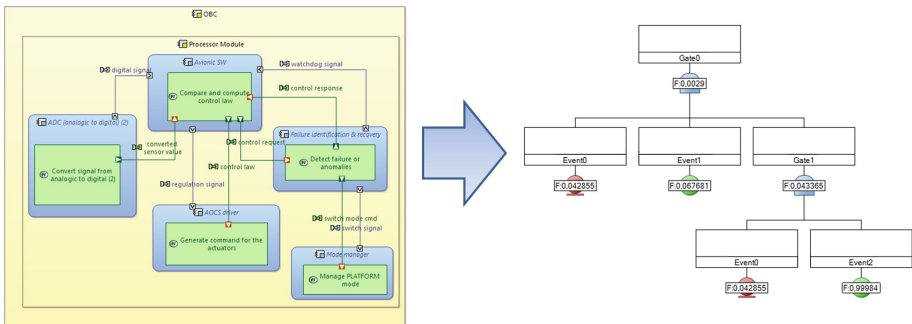 OBC
Processor Module
Avionic SW
digital signal
watchdog signal
Compare and compute
control law
control response
ADC (analogic to digital) (2)
Failure identification & recovery
converted
sensor value
control request
Convert signal from
analogic to digital (2)
control law
Detect failure or
anomalies
regulation signal
AOCS driver
switch mode cmd
switch signal
Generate command for the
actuators
Mode manager
Manage PLATFORM
mode
Gate0
F:0,0029
Event0
Event1
Gate1
F:0,042855
F:0,067681
F:0,043365
Event0
Event2
F:0,042855
F:0,99984